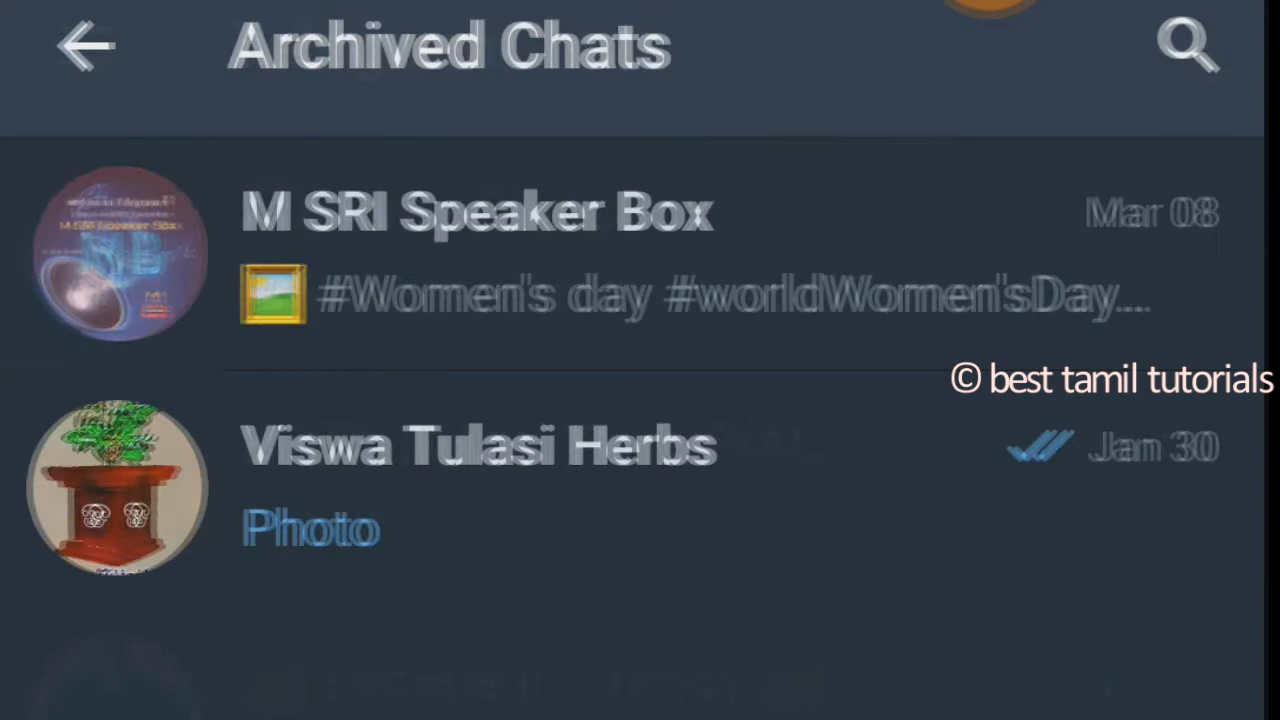 Archived Chats
M SRI Speaker Box
Mar 08
#Women's day #worldWomen'sDay...
© best tamil tutorials
Viswa Tulasi Herbs
Jan 30
Photo